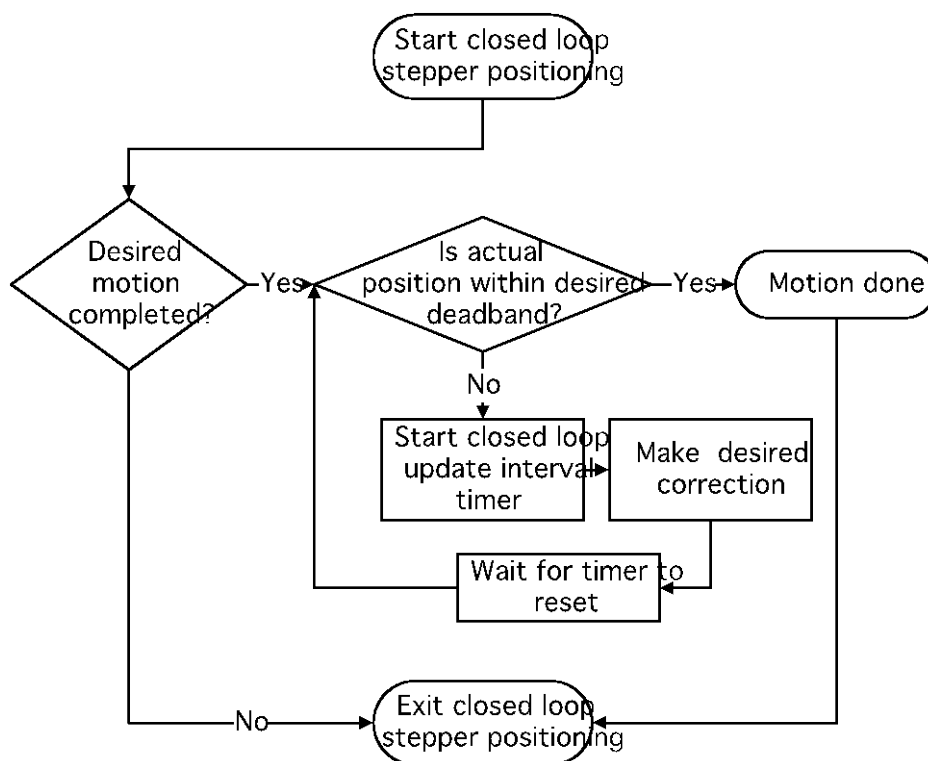 Start closed loop
stepper positioning
Desired
motion
completed?
Yes
Is actual
position within desired
deadband?
Yes
Motion done
No
Start closed loop
update interval
timer
Make desired
correction
Wait for timer to
reset
No
Exit closed loop
stepper positioning